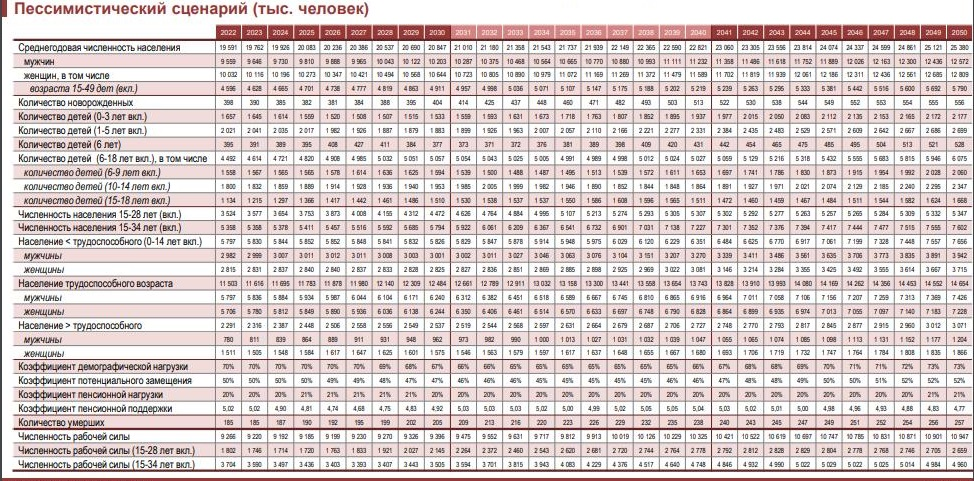 Пессимистический сценарий (тыс. человек)
2022 2023 2024 2025 2026 2027 2028 2029 2030 2031 2032 2033 2034 2035 2036 2037 2038 2039 2040 2041 2042 2043 2044 2045 2046 2047 2048 2049 2050
Среднегодовая численность населения 19 591 19 762 19 926 20 083 20 236 20 386 20 537 20 690 20 847 21 010 21 180 21 358 21 543 21 737 21 939 22 149 22 365 22 590 22 821 23 060 23 305 23 556 23 814 24 074 24 337 24 599 24 861 25 121 25 380
мужчин 9 559 9 646 9 730 9 810 9 888 9 965 10 043 10 122 10 203 10 287 10 375 10 468 10 564 10 665 10 770 10 880 10 993 11 111 11 232 11 358 11 486 11 618 11 752 11 889 12 026 12 163 12 300 12 436 12 572
женщин, в том числе 10 032 10 116 10 196 10 273 10 347 10 421 10 494 10 568 10 644 10 723 10 805 10 890 10 979 11 072 11 169 11 269 11 372 11 479 11 589 11 702 11 819 11 939 12 061 12 186 12 311 12 436 12 561 12 685 12 809
возраста 15-49 дет (вкл.) 4 596 4 628 4 665 4 701 4 738 4 777 4 819 4 863 4 911 4 957 4 998 5 036 5 071 5 107 5 147 5 175 5 188 5 202 5 219 5 239 5 263 5 295 5 333 5 381 5 442 5 516 5 600 5 692 5 790
Количество новорожденных 398 390 385 382 381 384 388 395 404 414 425 437 448 460 471 482 493 503 513 522 530 538 544 549 552 553 554 555 556
Количество детей (0-3 лет вкл.) 1 657 1 645 1 614 1 559 1 520 1 508 1 507 1 515 1 533 1 559 1 593 1 631 1 673 1 718 1 763 1 807 1 852 1 895 1 937 1 977 2 015 2 050 2 083 2 112 2 135 2 153 2 165 2 172 2 177
Количество детей (1-5 лет вкл.) 2 021 2 041 2 035 2 017 1 982 1 926 1 887 1 879 1 883 1 899 1 926 1 963 2 007 2 057 2 110 2 166 2 221 2 277 2 331 2 384 2 435 2 483 2 529 2 571 2 609 2 642 2 667 2 686 2 699
Количество детей (6 лет) 395 391 389 395 408 427 411 384 377 373 371 372 376 381 389 398 409 420 431 442 454 465 475 485 495 504 513 521 528
Количество детей (6-18 лет вкл.), в том числе 4 492 4 614 4 721 4 820 4 908 4 985 5 032 5 051 5 057 5 054 5 043 5 025 5 005 4 991 4 989 4 998 5 012 5 024 5 027 5 059 5 129 5 216 5 318 5 432 5 555 5 683 5 815 5 946 6 075
количество детей (6-9 лет вкл.) 1 558 1 567 1 565 1 565 1 578 1 614 1 636 1 625 1 594 1 539 1 500 1 488 1 487 1 495 1 513 1 539 1 572 1 611 1 653 1 697 1 741 1 786 1 830 1 873 1 915 1 954 1 992 2 028 2 060
количество детей (10-14 лет вкл.) 1 800 1 832 1 859 1 889 1 914 1 928 1 936 1 940 1 953 1 985 2 005 1 999 1 982 1 946 1 890 1 852 1 844 1 848 1 864 1 891 1 927 1 971 2 021 2 074 2 129 2 185 2 240 2 295 2 347
количество детей (15-18 лет вкл.) 1 134 1 215 1 297 1 366 1 417 1 442 1 461 1 486 1 510 1 530 1 538 1 537 1 537 1 550 1 586 1 608 1 596 1 565 1 511 1 472 1 460 1 459 1 467 1 484 1 511 1 544 1 582 1 624 1 668
Численность населения 15-28 лет (вкл.) 3 524 3 577 3 654 3 753 3 873 4 008 4 155 4 312 4 472 4 626 4 764 4 884 4 995 5 107 5 213 5 274 5 293 5 305 5 307 5 302 5 292 5 277 5 263 5 257 5 265 5 284 5 309 5 332 5 347
Численность населения 15-34 лет (вкл.) 5 358 5 358 5 378 5 411 5 457 5 516 5 592 5 685 5 794 5 922 6 061 6 209 6 367 6 541 6 732 6 901 7 031 7 138 7 227 7 301 7 352 7 376 7 394 7 417 7 444 7 477 7 515 7 555 7 602
Население < трудоспособного (0-14 лет вкл.) 5 797 5 830 5 844 5 852 5 852 5 848 5 841 5 832 5 826 5 829 5 847 5 878 5 914 5 948 5 975 6 029 6 120 6 229 6 351 6 484 6 625 6 770 6 917 7 061 7 199 7 328 7 448 7 557 7 656
мужчины 2 982 2 999 3 007 3 011 3 012 3 011 3 008 3 003 3 001 3 002 3 011 3 027 3 046 3 063 3 076 3 104 3 151 3 207 3 270 3 339 3 411 3 486 3 561 3 635 3 706 3 773 3 835 3 891 3 942
женщины 2 815 2 831 2 837 2 840 2 840 2 837 2 833 2 828 2 825 2 827 2 836 2 851 2 869 2 885 2 898 2 925 2 969 3 022 3 081 3 146 3 214 3 284 3 355 3 425 3 492 3 555 3 614 3 667 3 715
Население трудоспособного возраста 11 503 11 616 11 695 11 783 11 878 11 980 12 140 12 309 12 484 12 661 12 789 12 911 13 032 13 158 13 300 13 441 13 558 13 654 13 743 13 828 13 910 13 993 14 080 14 169 14 262 14 356 14 453 14 552 14 654
мужчины 5 797 5 836 5 884 5 934 5 987 6 044 6 104 6 171 6 240 6 312 6 382 6 451 6 518 6 589 6 667 6 745 6 810 6 865 6 916 6 964 7 011 7 058 7 106 7 156 7 207 7 259 7 313 7 369 7 426
женщины 5 706 5 780 5 812 5 849 5 890 5 936 6 036 6 138 6 244 6 350 6 406 6 461 6 514 6 570 6 633 6 697 6 748 6 790 6 828 6 864 6 899 6 935 6 974 7 013 7 055 7 097 7 140 7 183 7 228
Население > трудоспособного 2 291 2 316 2 387 2 448 2 506 2 558 2 556 2 549 2 537 2 519 2 544 2 568 2 597 2 631 2 664 2 679 2 687 2 706 2 727 2 748 2 770 2 793 2 817 2 845 2 877 2 915 2 960 3 012 3 071
мужчины 780 811 839 864 889 911 931 948 962 973 982 990 1 000 1 013 1 027 1 031 1 032 1 039 1 047 1 055 1 065 1 074 1 085 1 098 1 113 1 131 1 152 1 177 1 204
женщины 1 511 1 505 1 548 1 584 1 617 1 647 1 625 1 601 1 575 1 546 1 563 1 579 1 597 1 617 1 637 1 648 1 655 1 667 1 680 1 693 1 706 1 719 1 732 1 747 1 764 1 784 1 808 1 835 1 866
Коэффициент демографической нагрузки 70% 70% 70% 70% 70% 70% 69% 68% 67% 66% 66% 65% 65% 65% 65% 65% 65% 65% 66% 67% 68% 68% 69% 70% 71% 71% 72% 73% 73%
Коэффициент потенциального замещения 50% 50% 50% 50% 49% 49% 48% 47% 47% 46% 46% 46% 45% 45% 45% 45% 45% 46% 46% 47% 48% 48% 49% 50% 50% 51% 52% 52% 52%
Коэффициент пенсионной нагрузки 20% 20% 20% 21% 21% 21% 21% 21% 20% 20% 20% 20% 20% 20% 20% 20% 20% 20% 20% 20% 20% 20% 20% 20% 20% 20% 20% 21% 21%
Коэффициент пенсионной поддержки 5,02 5,02 4,90 4,81 4,74 4,68 4,75 4,83 4,92 5,03 5,03 5,03 5,02 5,00 4,99 5,02 5,05 5,05 5,04 5,03 5,02 5,01 5,00 4,98 4,96 4,93 4,88 4,83 4,77
Количество умерших 185 185 187 190 192 195 199 202 205 209 213 216 220 223 226 229 232 235 238 240 243 245 247 249 251 252 254 256 257
Численность рабочей силы 9 266 9 220 9 192 9 185 9 199 9 230 9 270 9 326 9 396 9 475 9 552 9 631 9 717 9 812 9 913 10 019 10 126 10 229 10 325 10 421 10 522 10 619 10 697 10 747 10 785 10 831 10 871 10 901 10 947
Численность рабочей силы (15-28 лет вкл.) 1 802 1 746 1 714 1 720 1 763 1 833 1 921 2 027 2 145 2 264 2 372 2 460 2 543 2 620 2 681 2 720 2 744 2 764 2 778 2 792 2 812 2 828 2 829 2 804 2 778 2 768 2 746 2 705 2 659
Численность рабочей силы (15-34 лет вкл.) 3 704 3 590 3 497 3 436 3 403 3 393 3 407 3 443 3 505 3 594 3 701 3 815 3 943 4 083 4 229 4 376 4 517 4 640 4 748 4 846 4 932 4 990 5 022 5 029 5 022 5 025 5 014 4 984 4 960